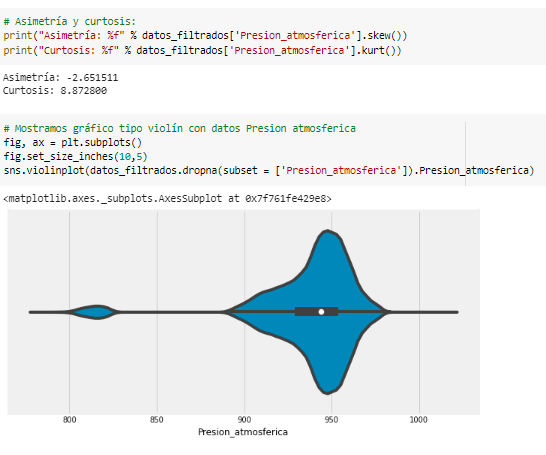 # Asimetría y curtosis:
print("Asimetría: %f" % datos_filtrados['Presion_atmosferica'].skew())
print("Curtosis: %f" % datos_filtrados['Presion_atmosferica'].kurt())
Asimetría: -2.651511
Curtosis: 8.872800
# Mostramos gráfico tipo violín con datos Presion atmosferica
fig, ax = plt.subplots()
fig.set_size_inches(10,5)
sns.violinplot(datos_filtrados.dropna(subset = ['Presion_atmosferica']).Presion_atmosferica)
<matplotlib.axes._subplots.AxesSubplot at 0x7f761fe429e8>
800 850 900 950 1000
Presion_atmosferica